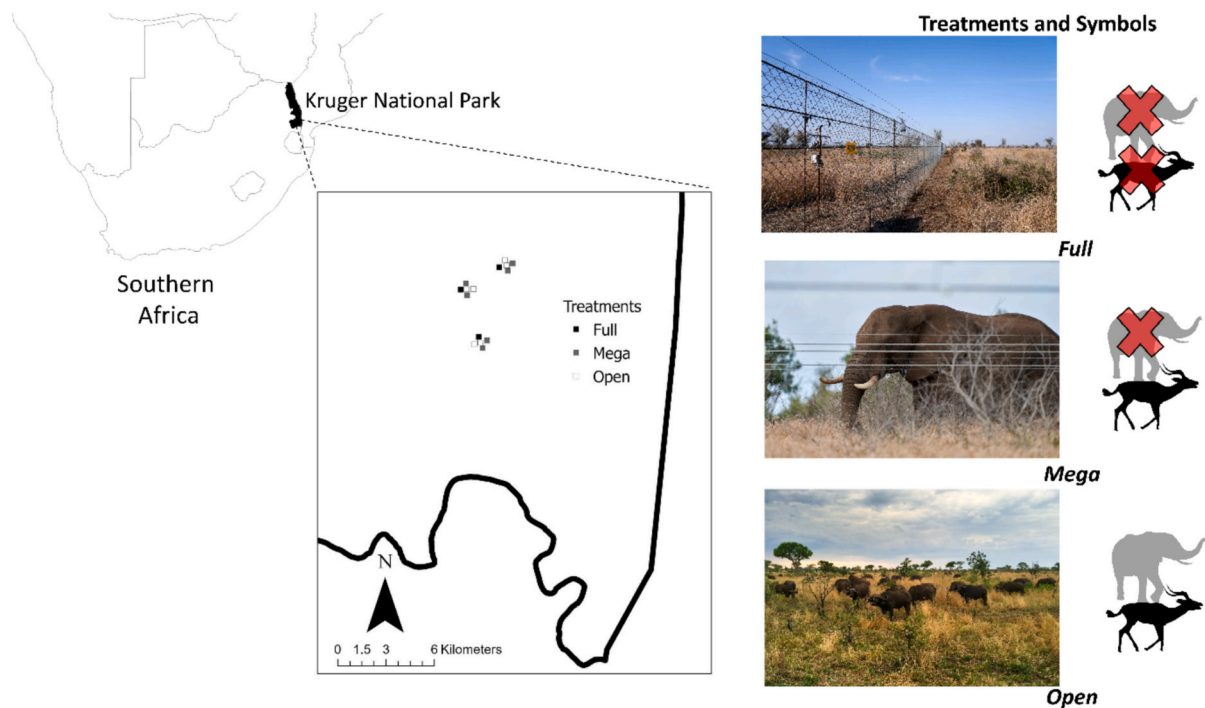 Treatments and Symbols
Kruger National Park
Southern
Africa
Treatments
Full
Mega
Open
N
0 1.5 3 6 Kilometers
Full
Mega
Open